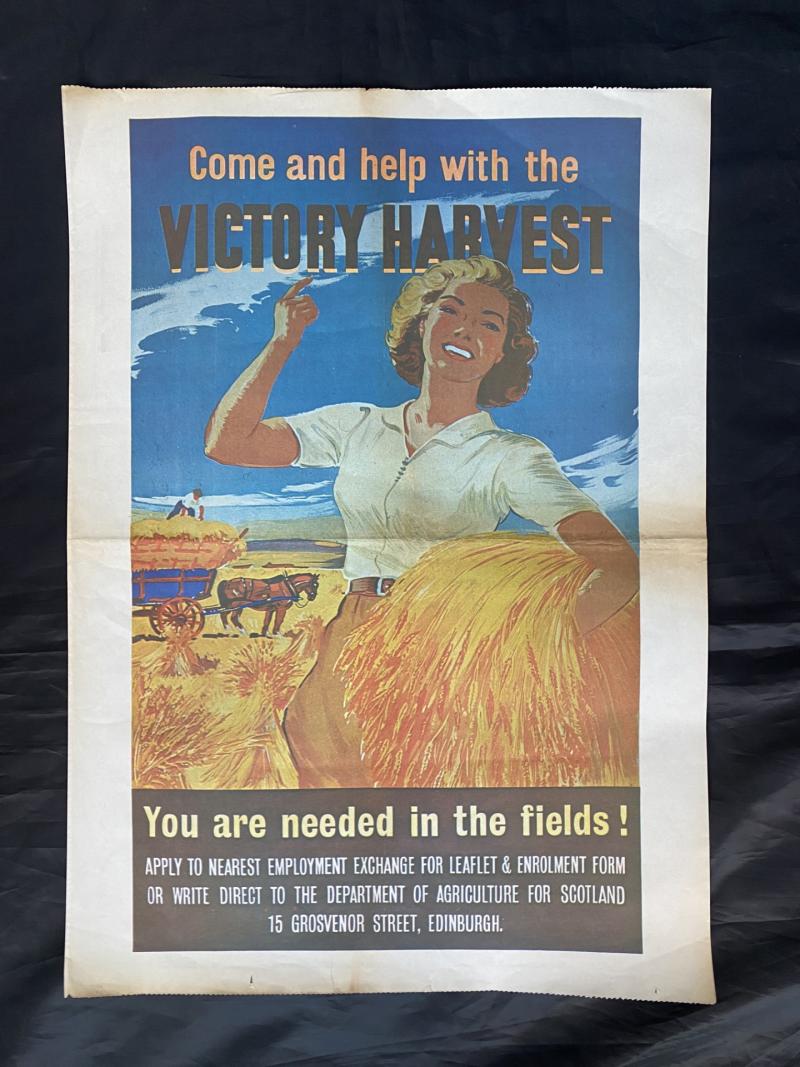 Come and help with the
VICTORY HARVEST
You are needed in the fields!
APPLY TO NEAREST EMPLOYMENT EXCHANGE FOR LEAFLET & ENROLMENT FORM
OR WRITE DIRECT TO THE DEPARTMENT OF AGRICULTURE FOR SCOTLAND
15 GROSVENOR STREET, EDINBURGH.